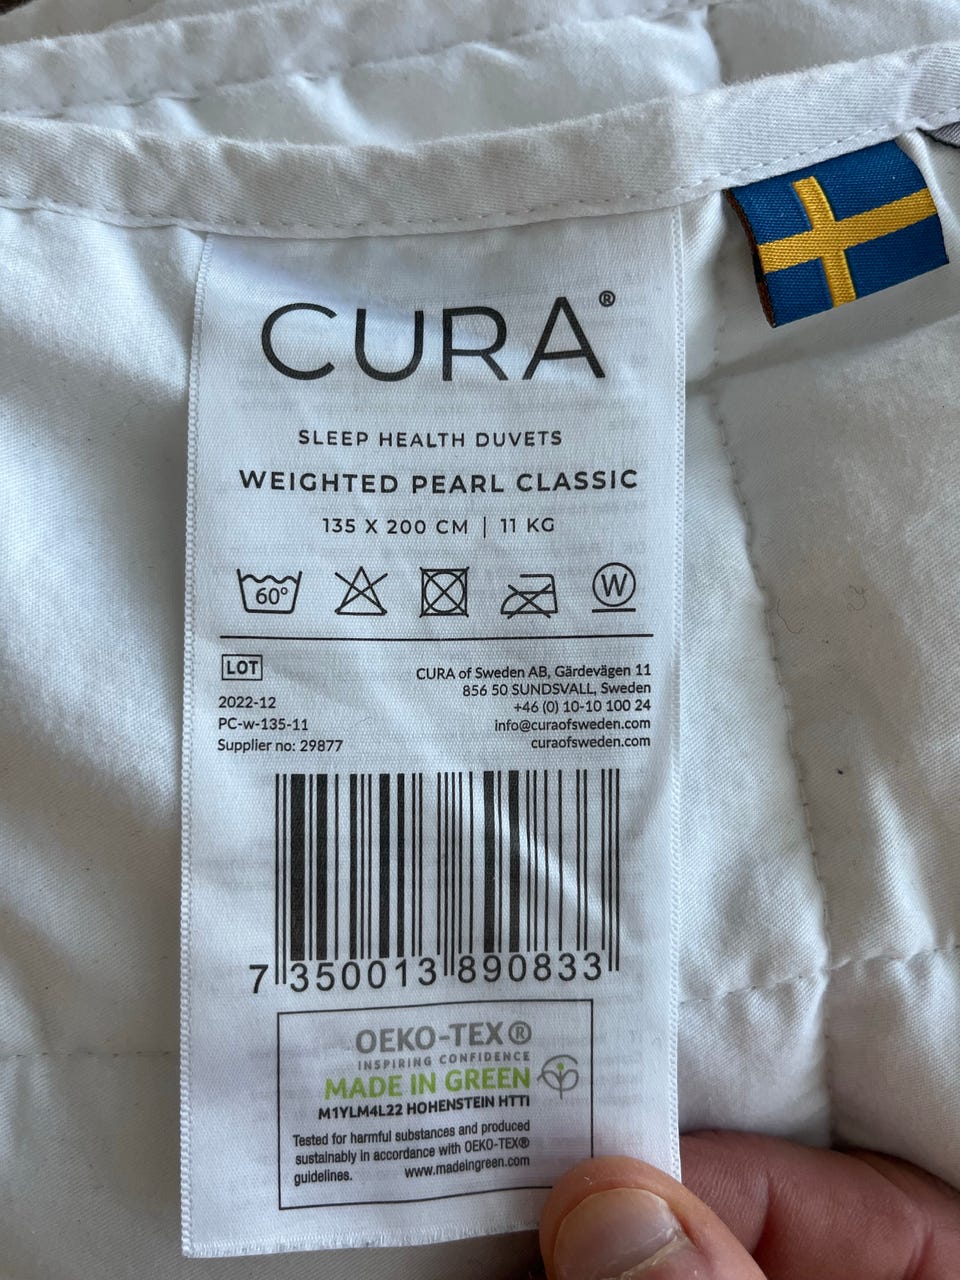 CURA®
SLEEP HEALTH DUVETS
WEIGHTED PEARL CLASSIC
135 X 200 CM | 11 KG
60° W
LOT
2022-12
PC-w-135-11
Supplier no: 29877
CURA of Sweden AB, Gärdevägen 11
856 50 SUNDSVALL, Sweden
+46 (0) 10-10 100 24
info@curaofsweden.com
curaofsweden.com
7 350013 890833
OEKO-TEX®
INSPIRING CONFIDENCE
MADE IN GREEN
M1YLM4L22 HOHENSTEIN HTTI
Tested for harmful substances and produced
sustainably in accordance with OEKO-TEX®
guidelines. www.madeingreen.com